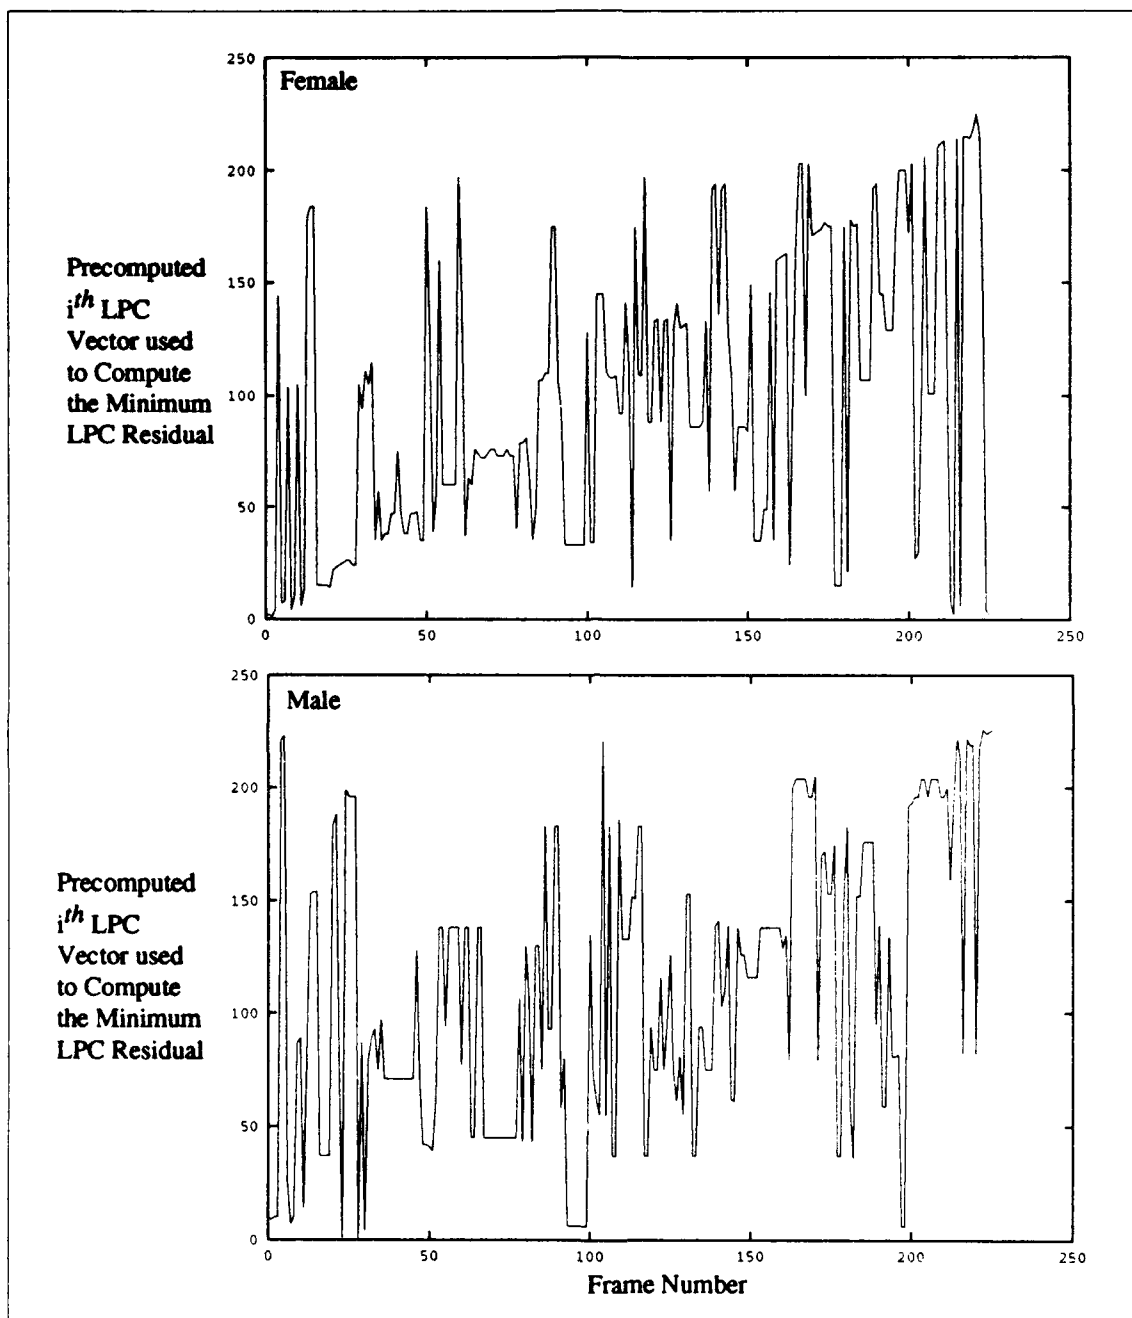 250
Female
200
150
100
50
0
0 50 100 150 200 250
Precomputed
i^th LPC
Vector used
to Compute
the Minimum
LPC Residual
250
Male
200
150
100
50
0
0 50 100 150 200 250
Precomputed
i^th LPC
Vector used
to Compute
the Minimum
LPC Residual
Frame Number